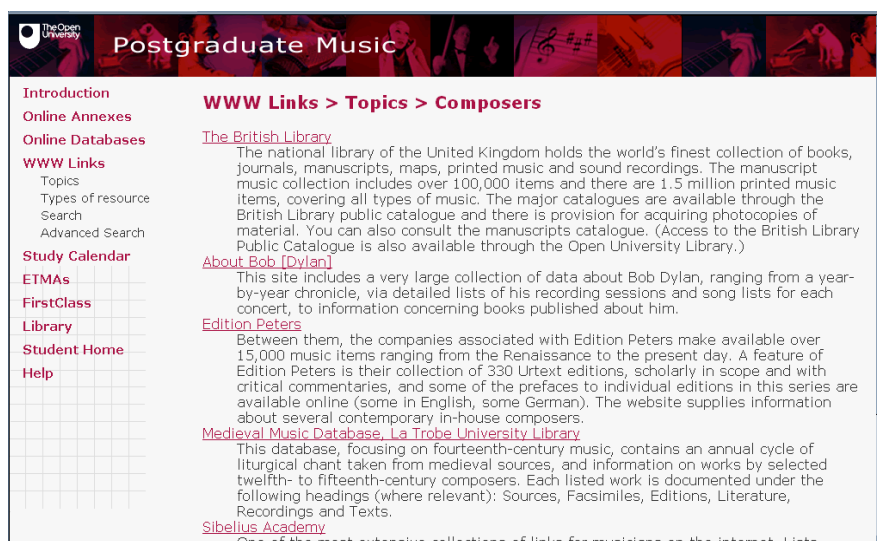 The Open
University
Postgraduate Music
Introduction
Online Annexes
Online Databases
WWW Links
Topics
Types of resource
Search
Advanced Search
Study Calendar
ETMAs
FirstClass
Library
Student Home
Help
WWW Links > Topics > Composers
The British Library
The national library of the United Kingdom holds the world's finest collection of books,
journals, manuscripts, maps, printed music and sound recordings. The manuscript
music collection includes over 100,000 items and there are 1.5 million printed music
items, covering all types of music. The major catalogues are available through the
British Library public catalogue and there is provision for acquiring photocopies of
material. You can also consult the manuscripts catalogue. (Access to the British Library
Public Catalogue is also available through the Open University Library.)
About Bob [Dylan]
This site includes a very large collection of data about Bob Dylan, ranging from a year-
by-year chronicle, via detailed lists of his recording sessions and song lists for each
concert, to information concerning books published about him.
Edition Peters
Between them, the companies associated with Edition Peters make available over
15,000 music items ranging from the Renaissance to the present day. A feature of
Edition Peters is their collection of 330 Urtext editions, scholarly in scope and with
critical commentaries, and some of the prefaces to individual editions in this series are
available online (some in English, some German). The website supplies information
about several contemporary in-house composers.
Medieval Music Database, La Trobe University Library
This database, focusing on fourteenth-century music, contains an annual cycle of
liturgical chant taken from medieval sources, and information on works by selected
twelfth- to fifteenth-century composers. Each listed work is documented under the
following headings (where relevant): Sources, Facsimiles, Editions, Literature,
Recordings and Texts.
Sibelius Academy
One of the most extensive collections of links for musicians on the internet. Lists